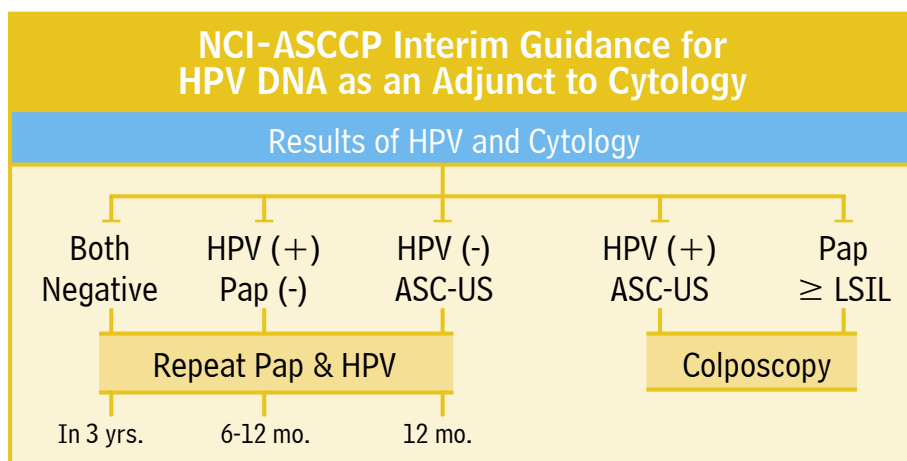 NCI-ASCCP Interim Guidance for
HPV DNA as an Adjunct to Cytology
Results of HPV and Cytology
Both
Negative
HPV (+)
Pap (-)
HPV (-)
ASC-US
HPV (+)
ASC-US
Pap
≥ LSIL
Repeat Pap & HPV
Colposcopy
In 3 yrs.
6-12 mo.
12 mo.